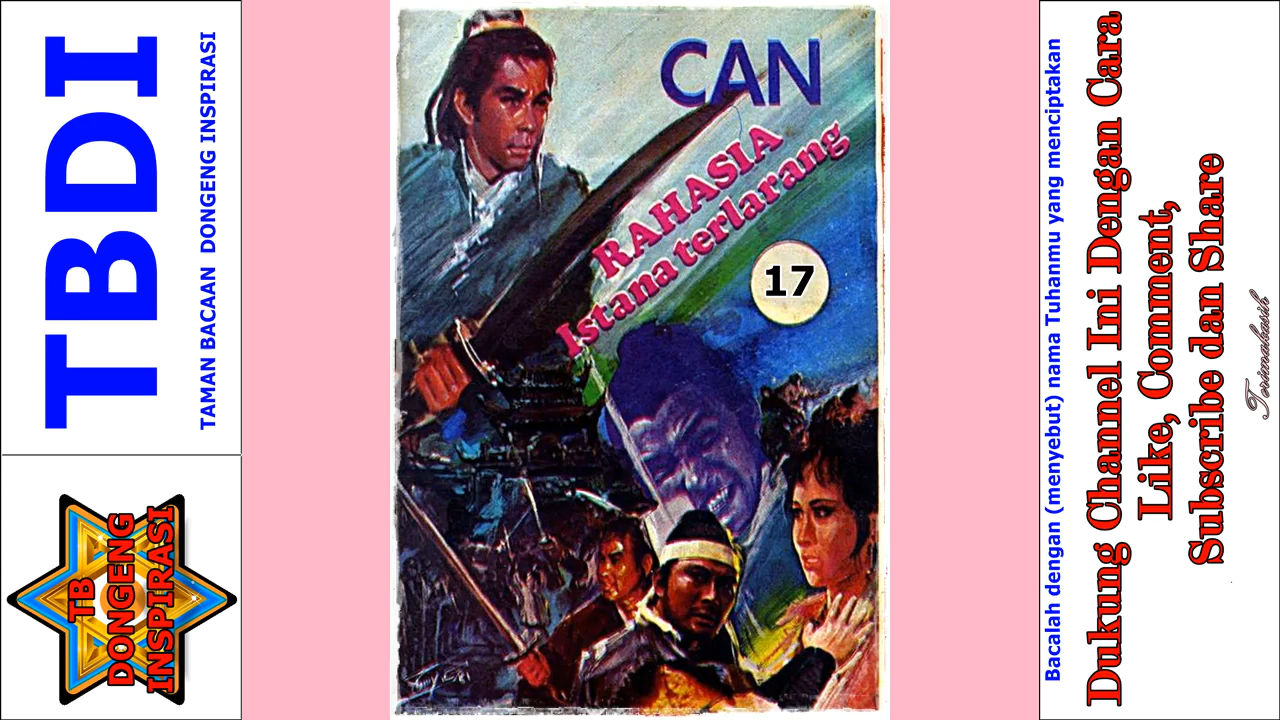 TBDI
TAMAN BACAAN DONGENG INSPIRASI
TB
DONGENG
INSPIRASI
CAN
RAHASIA
Istana terlarang
17
Bacalah dengan (menyebut) nama Tuhanmu yang menciptakan
Dukung Channel Ini Dengan Cara
Like, Comment,
Subscribe dan Share